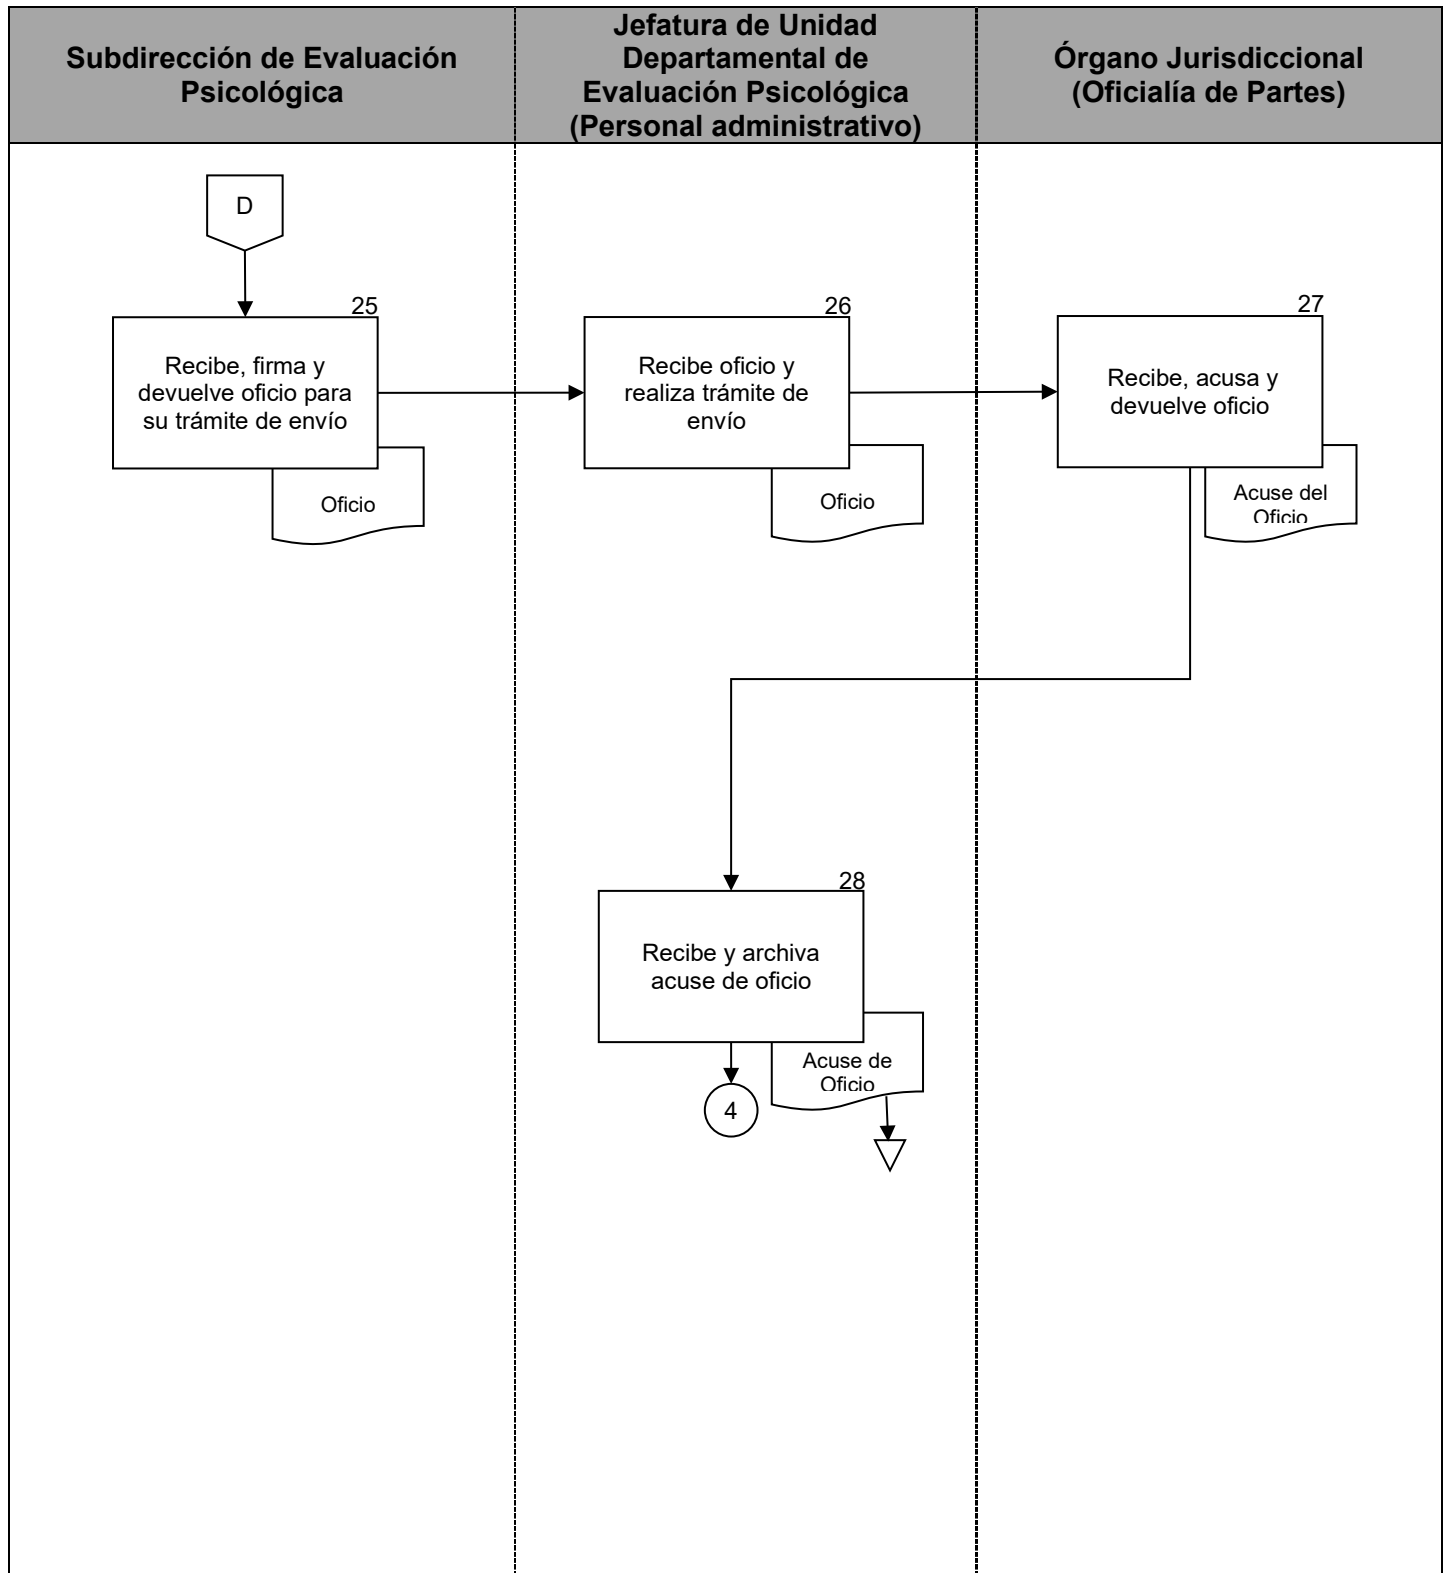 Subdirección de Evaluación
Psicológica
Jefatura de Unidad
Departamental de
Evaluación Psicológica
(Personal administrativo)
Órgano Jurisdiccional
(Oficialía de Partes)
D
25
Recibe, firma y
devuelve oficio para
su trámite de envío
Oficio
26
Recibe oficio y
realiza trámite de
envío
Oficio
27
Recibe, acusa y
devuelve oficio
Acuse del
Oficio
28
Recibe y archiva
acuse de oficio
Acuse de
Oficio
4